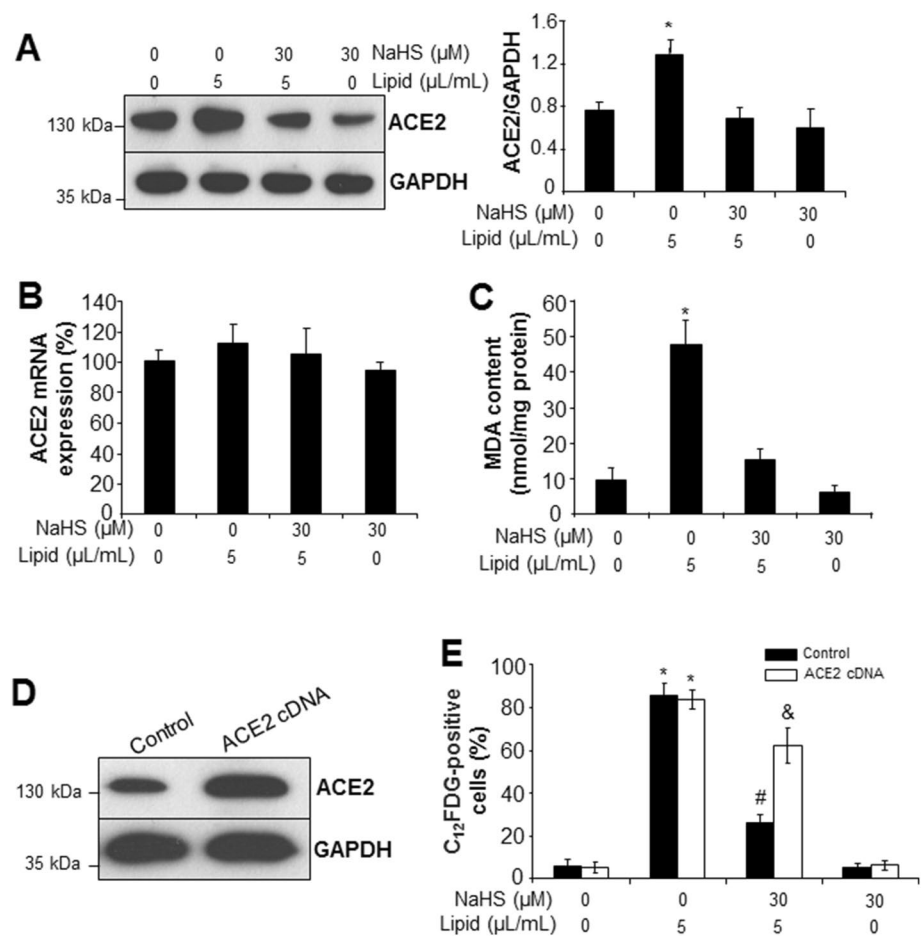 A
0 0 30 30 NaHS (µM)
0 5 5 0 Lipid (µL/mL)
130 kDa
ACE2
35 kDa
GAPDH
ACE2/GAPDH
1.6
1.2
0.8
0.4
0
*
NaHS (µM) 0 0 30 30
Lipid (µL/mL) 0 5 5 0
B
ACE2 mRNA
expression (%)
140
120
100
80
60
40
20
0
NaHS (µM) 0 0 30 30
Lipid (µL/mL) 0 5 5 0
C
MDA content
(nmol/mg protein)
60
50
40
30
20
10
0
*
NaHS (µM) 0 0 30 30
Lipid (µL/mL) 0 5 5 0
D
Control ACE2 cDNA
130 kDa
ACE2
35 kDa
GAPDH
E
Control
ACE2 cDNA
C₁₂FDG-positive
cells (%)
100
80
60
40
20
0
* *
# &
NaHS (µM) 0 0 30 30
Lipid (µL/mL) 0 5 5 0